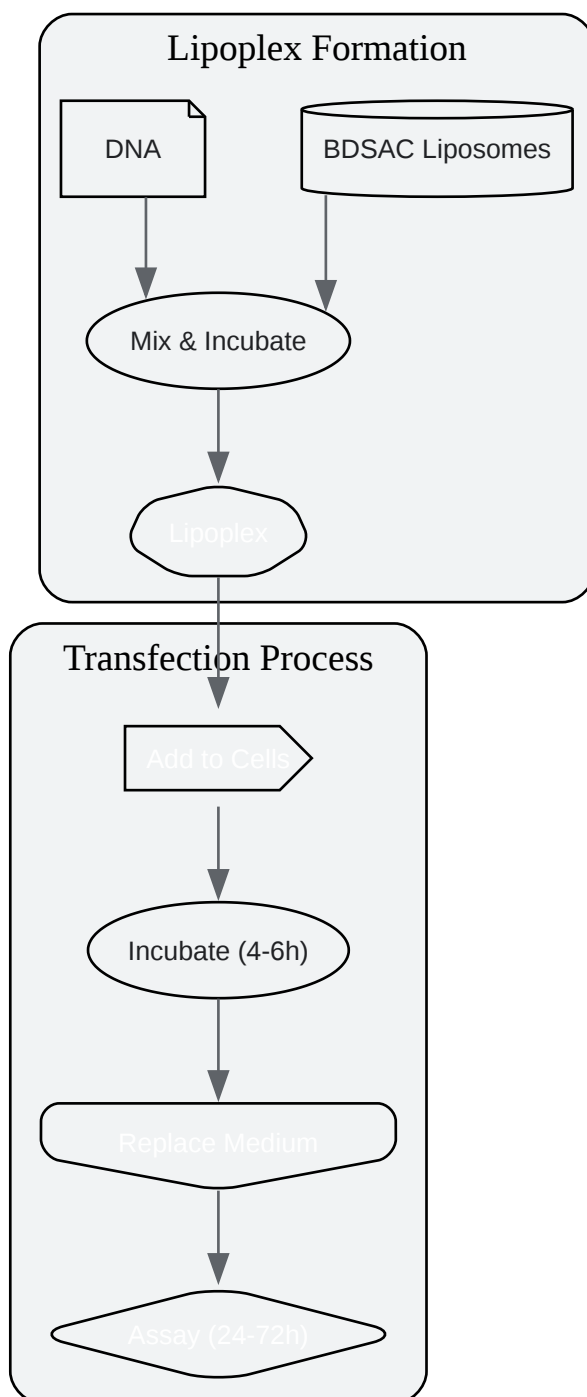 Lipoplex Formation
DNA
BDSAC Liposomes
Mix & Incubate
Lipoplex
Transfection Process
Add to Cells
Incubate (4-6h)
Replace Medium
Assay (24-72h)